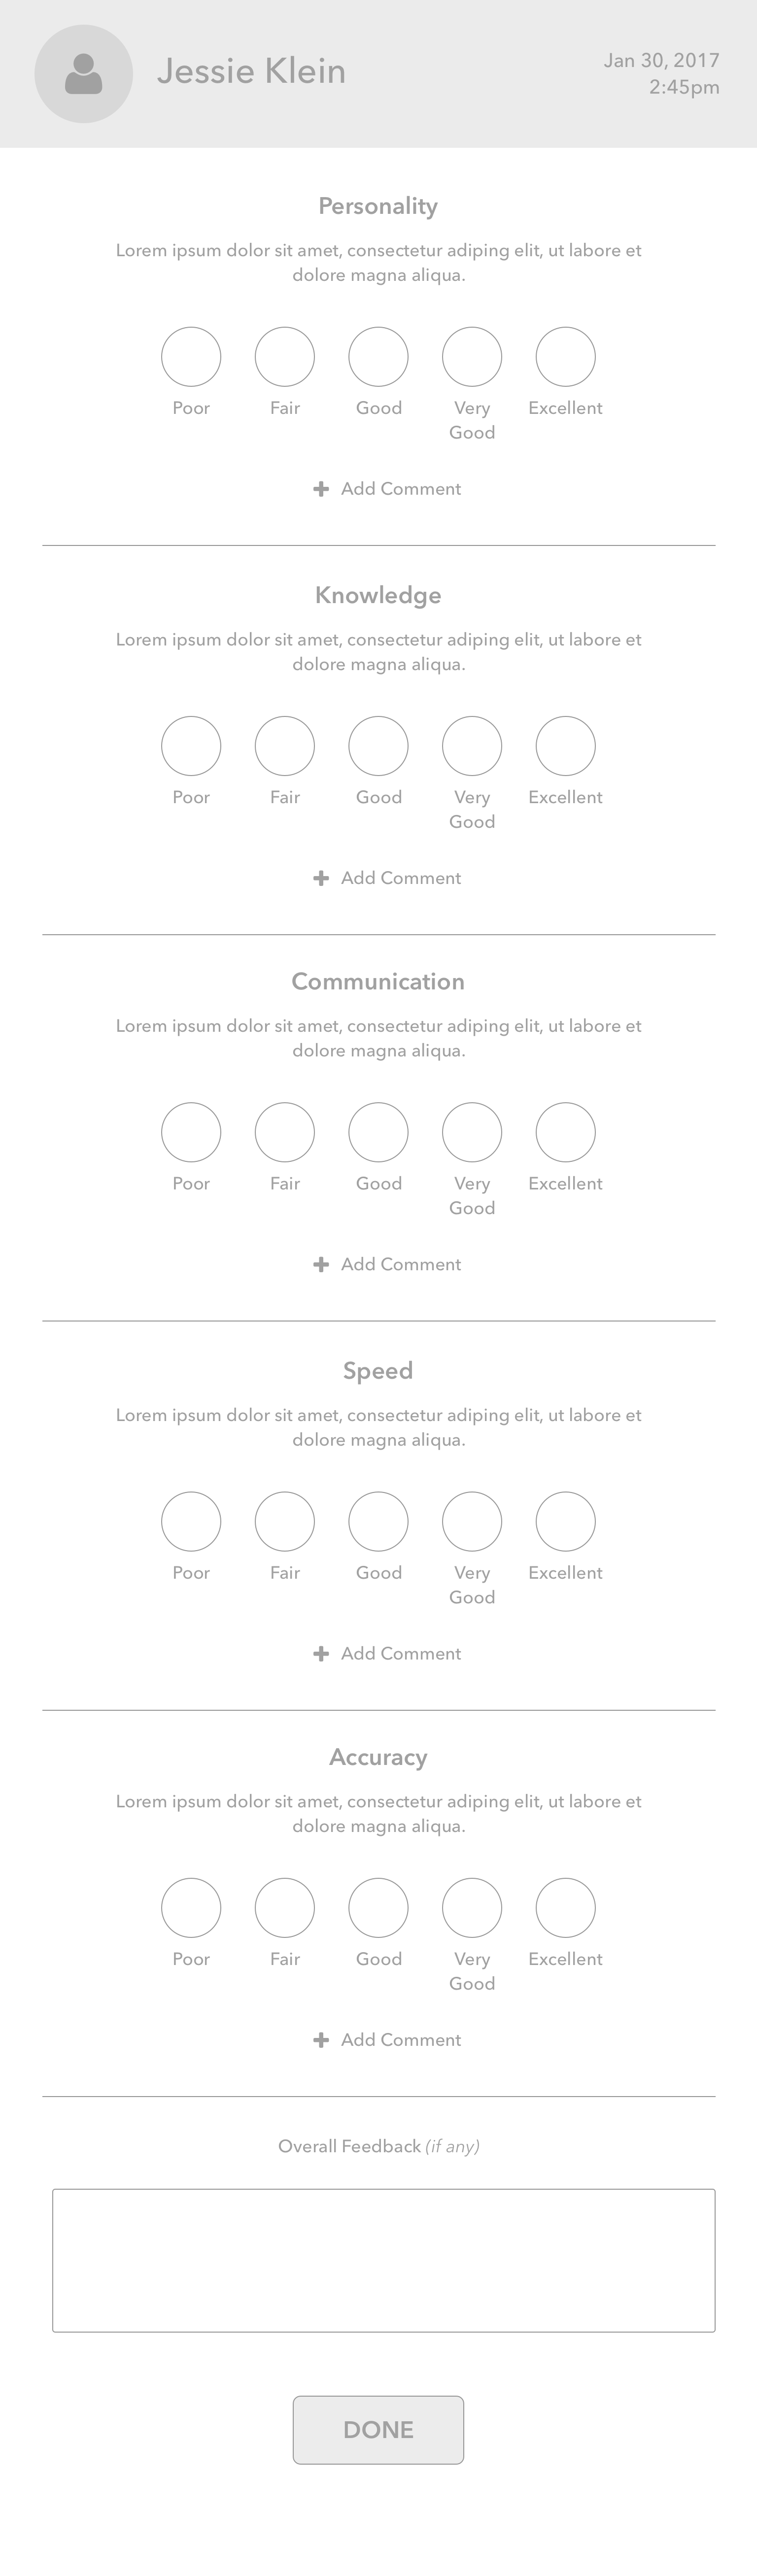 Jessie Klein
Jan 30, 2017
2:45pm
Personality
Lorem ipsum dolor sit amet, consectetur adiping elit, ut labore et
dolore magna aliqua.
Poor Fair Good Very Excellent
Good
Add Comment
Knowledge
Lorem ipsum dolor sit amet, consectetur adiping elit, ut labore et
dolore magna aliqua.
Poor Fair Good Very Excellent
Good
Add Comment
Communication
Lorem ipsum dolor sit amet, consectetur adiping elit, ut labore et
dolore magna aliqua.
Poor Fair Good Very Excellent
Good
Add Comment
Speed
Lorem ipsum dolor sit amet, consectetur adiping elit, ut labore et
dolore magna aliqua.
Poor Fair Good Very Excellent
Good
Add Comment
Accuracy
Lorem ipsum dolor sit amet, consectetur adiping elit, ut labore et
dolore magna aliqua.
Poor Fair Good Very Excellent
Good
Add Comment
Overall Feedback (if any)
DONE